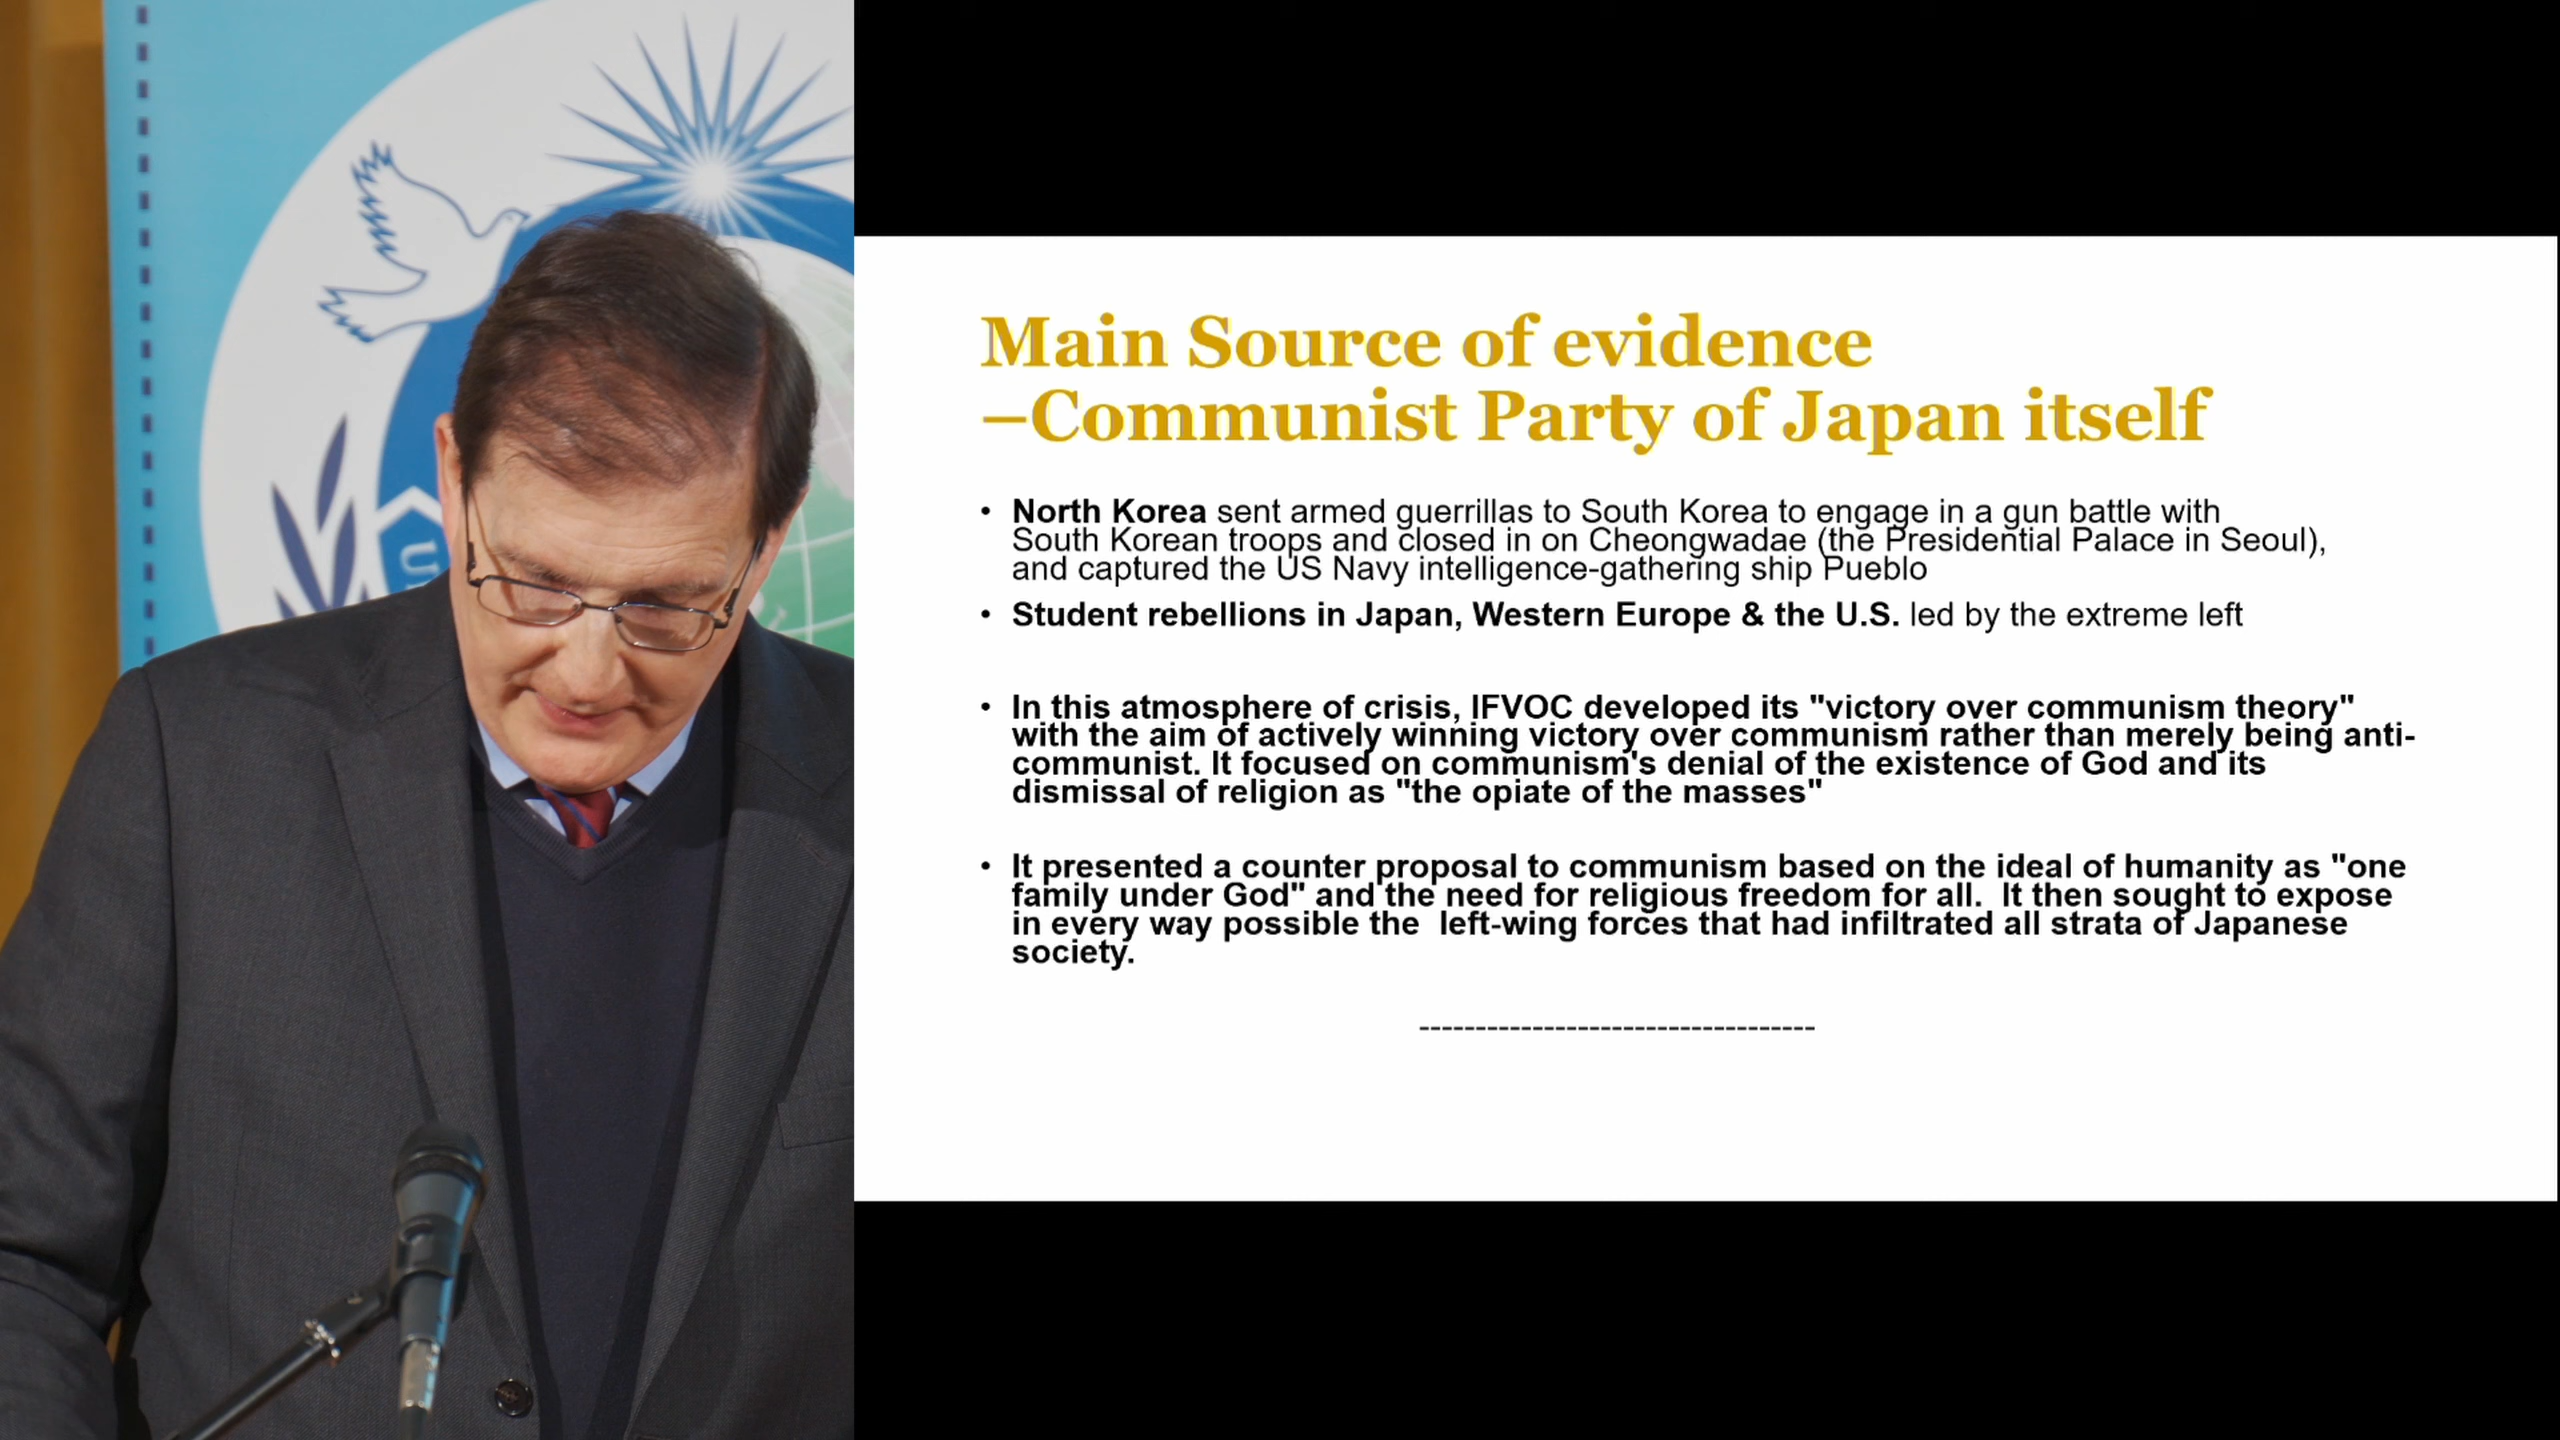 Main Source of evidence
–Communist Party of Japan itself
• North Korea sent armed guerrillas to South Korea to engage in a gun battle with
South Korean troops and closed in on Cheongwadae (the Presidential Palace in Seoul),
and captured the US Navy intelligence-gathering ship Pueblo
• Student rebellions in Japan, Western Europe & the U.S. led by the extreme left
• In this atmosphere of crisis, IFVOC developed its "victory over communism theory"
with the aim of actively winning victory over communism rather than merely being anti-
communist. It focused on communism's denial of the existence of God and its
dismissal of religion as "the opiate of the masses"
• It presented a counter proposal to communism based on the ideal of humanity as "one
family under God" and the need for religious freedom for all.  It then sought to expose
in every way possible the  left-wing forces that had infiltrated all strata of Japanese
society.
-----------------------------------